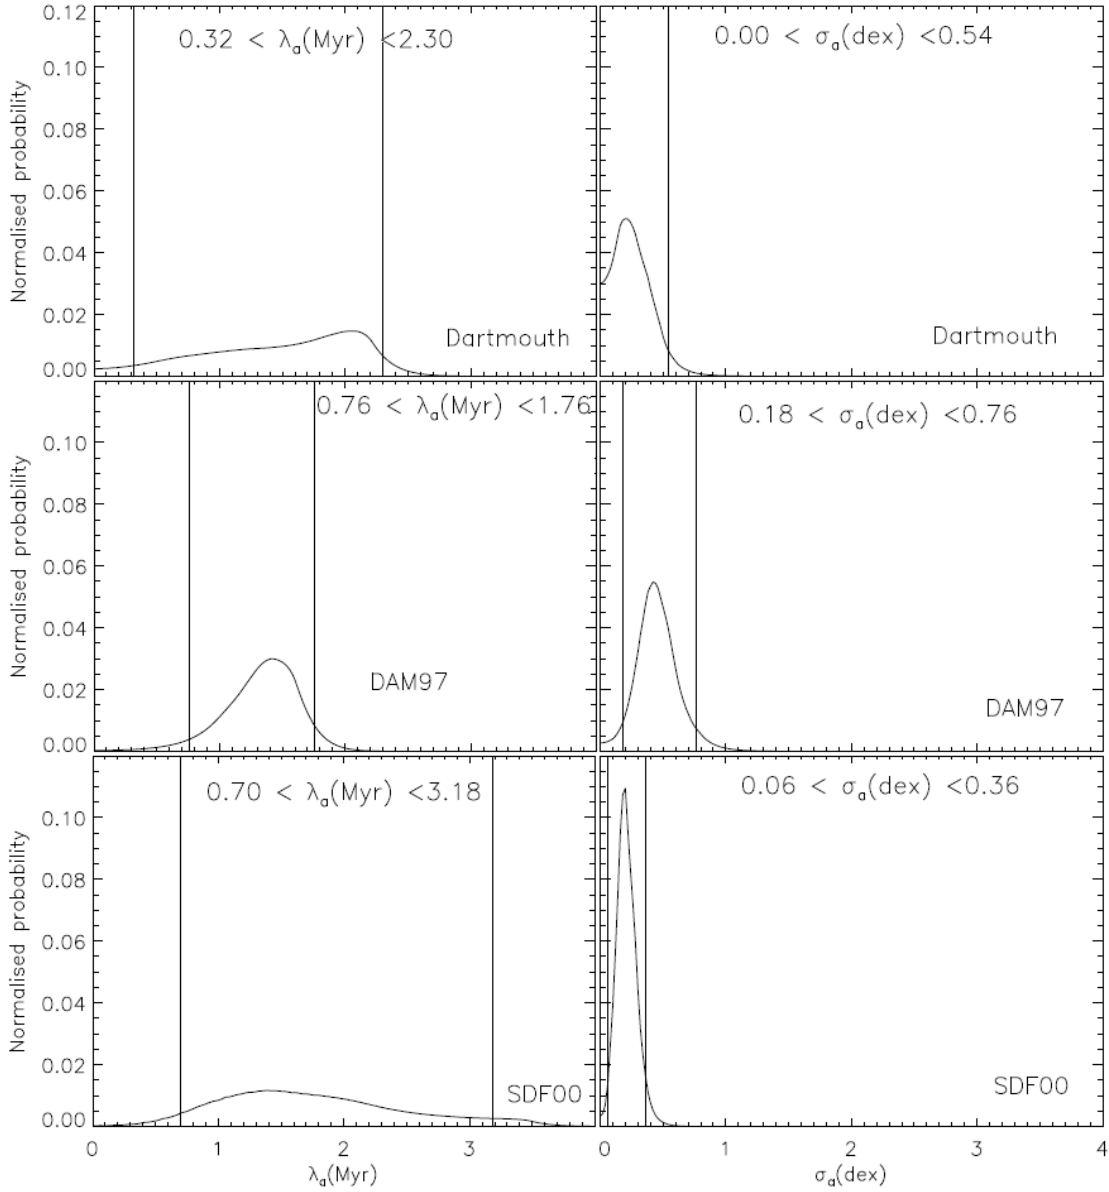 0.32 < λₐ(Myr) <2.30
0.00 < σₐ(dex) <0.54
0.12
0.10
0.08
0.06
0.04
0.02
0.00
Normalised probability
Dartmouth
Dartmouth
0.76 < λₐ(Myr) <1.76
0.18 < σₐ(dex) <0.76
0.10
0.08
0.06
0.04
0.02
0.00
Normalised probability
DAM97
DAM97
0.70 < λₐ(Myr) <3.18
0.06 < σₐ(dex) <0.36
0.10
0.08
0.06
0.04
0.02
0.00
Normalised probability
SDF00
SDF00
0 1 2 3
λₐ(Myr)
0 1 2 3 4
σₐ(dex)